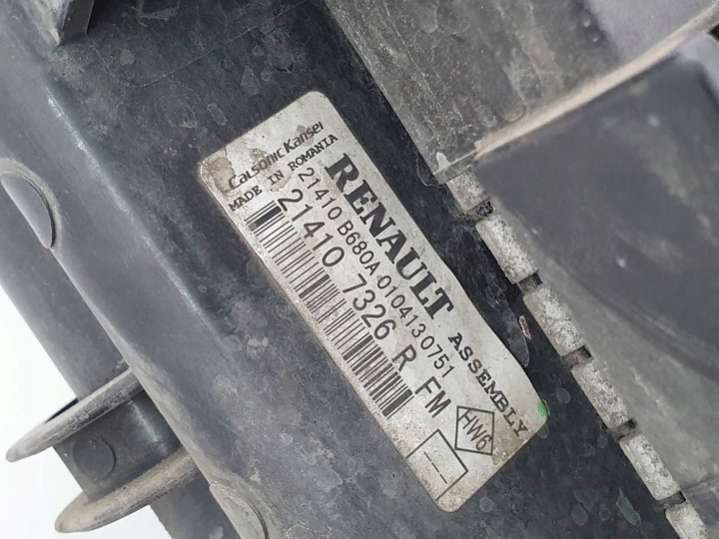 Calsonic Kansei
MADE IN ROMANIA
RENAULT ASSEMBLY
21410 B680A 0104130751
21410 7326 R FM
HW6